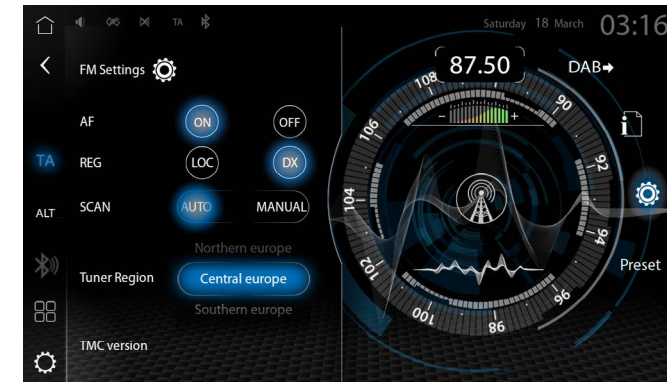 TA
Saturday 18 March 03:16
FM Settings
87.50
DAB
AF ON OFF
TA
REG LOC DX
ALT
SCAN AUTO MANUAL
Northern europe
Tuner Region Central europe
Southern europe
TMC version
- +
108
90
106
92
104
94
102
96
100
98
i
Preset